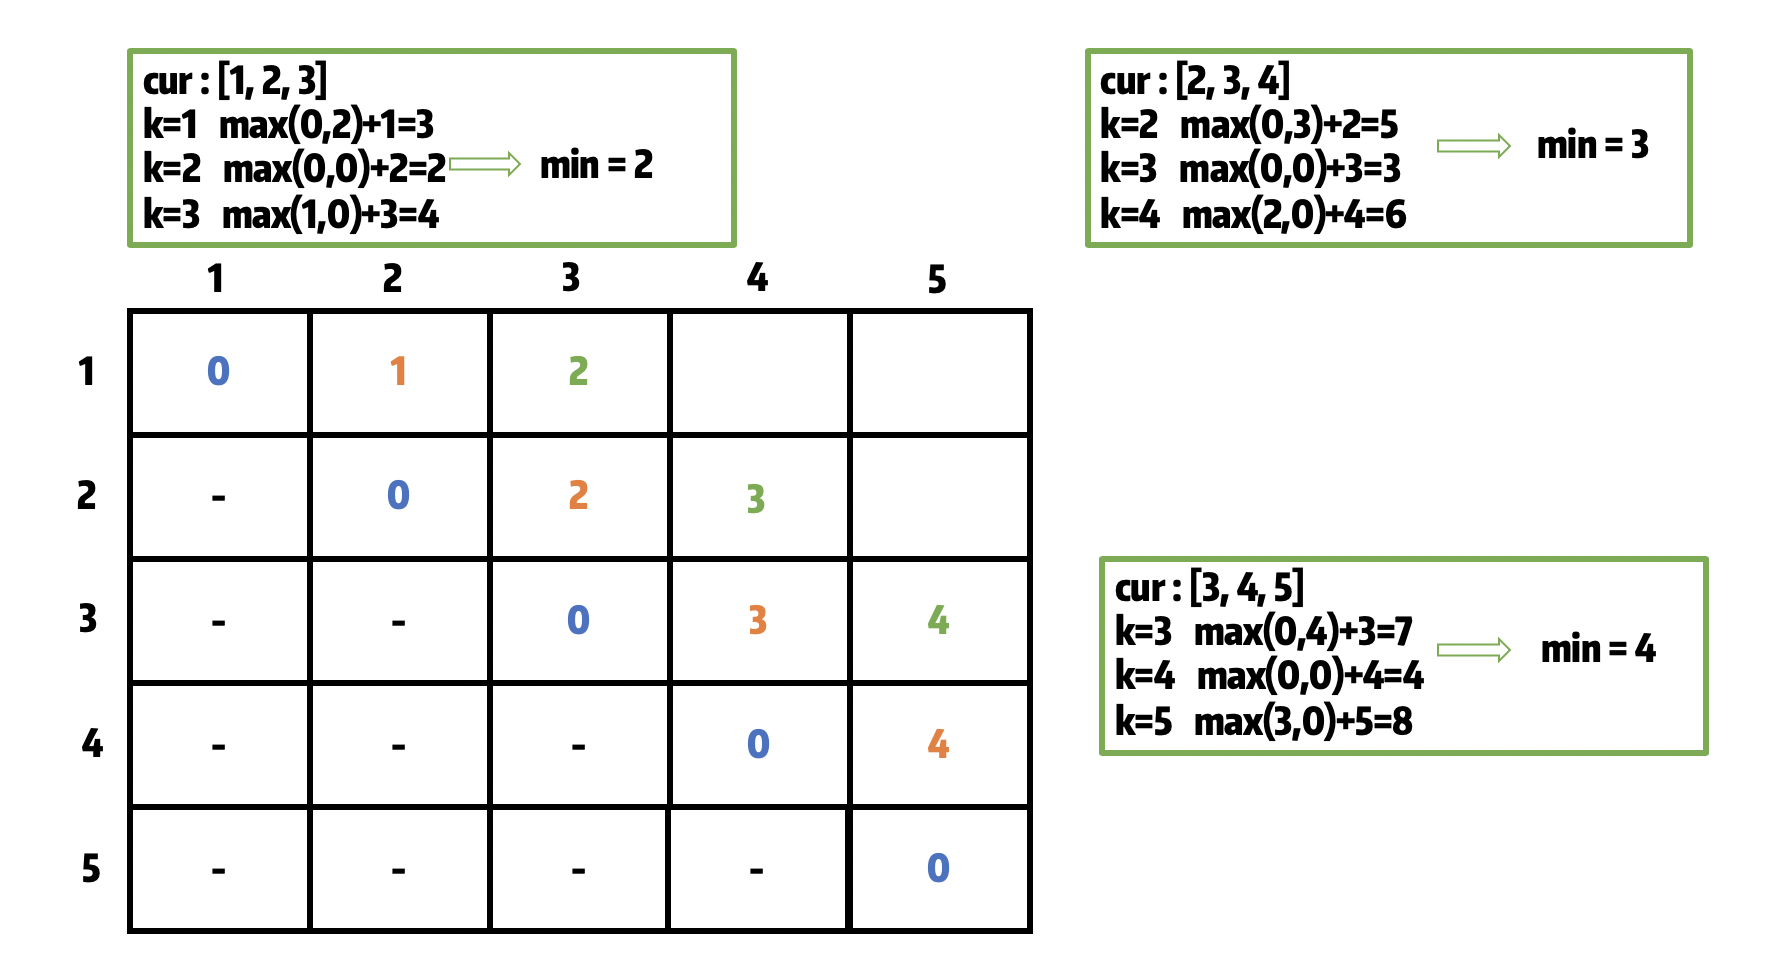 cur : [1, 2, 3]
k=1 max(0,2)+1=3
k=2 max(0,0)+2=2
k=3 max(1,0)+3=4
min = 2
cur : [2, 3, 4]
k=2 max(0,3)+2=5
k=3 max(0,0)+3=3
k=4 max(2,0)+4=6
min = 3
1 2 3 4 5
1 0 1 2
2 - 0 2 3
3 - - 0 3 4
4 - - - 0 4
5 - - - - 0
cur : [3, 4, 5]
k=3 max(0,4)+3=7
k=4 max(0,0)+4=4
k=5 max(3,0)+5=8
min = 4